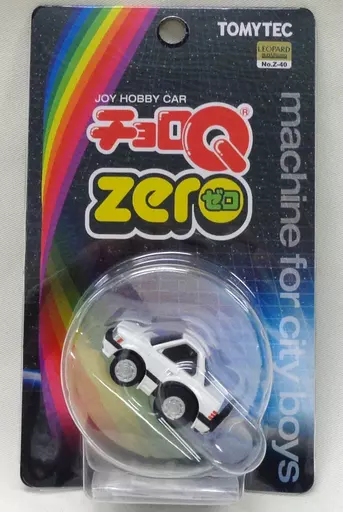 TOMYTEC
LEOPARD
No.Z-40
JOY HOBBY CAR
チョロQ®
zero ゼロ
machine for city boys